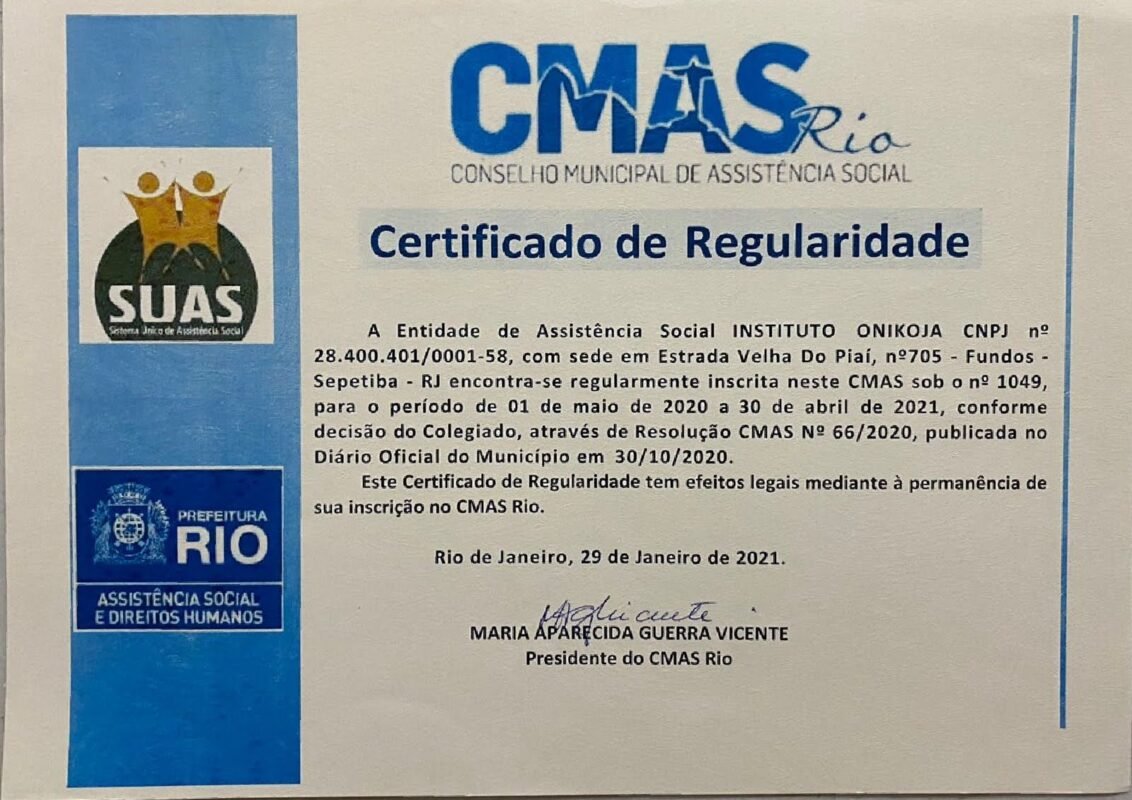 CMAS Rio
CONSELHO MUNICIPAL DE ASSISTÊNCIA SOCIAL
Certificado de Regularidade
SUAS
Sistema Único de Assistência Social
A Entidade de Assistência Social INSTITUTO ONIKOJA CNPJ nº
28.400.401/0001-58, com sede em Estrada Velha Do Piaí, nº705 - Fundos -
Sepetiba - RJ encontra-se regularmente inscrita neste CMAS sob o nº 1049,
para o período de 01 de maio de 2020 a 30 de abril de 2021, conforme
decisão do Colegiado, através de Resolução CMAS Nº 66/2020, publicada no
Diário Oficial do Município em 30/10/2020.
Este Certificado de Regularidade tem efeitos legais mediante à permanência de
sua inscrição no CMAS Rio.
PREFEITURA
RIO
ASSISTÊNCIA SOCIAL
E DIREITOS HUMANOS
Rio de Janeiro, 29 de Janeiro de 2021.
MARIA APARECIDA GUERRA VICENTE
Presidente do CMAS Rio